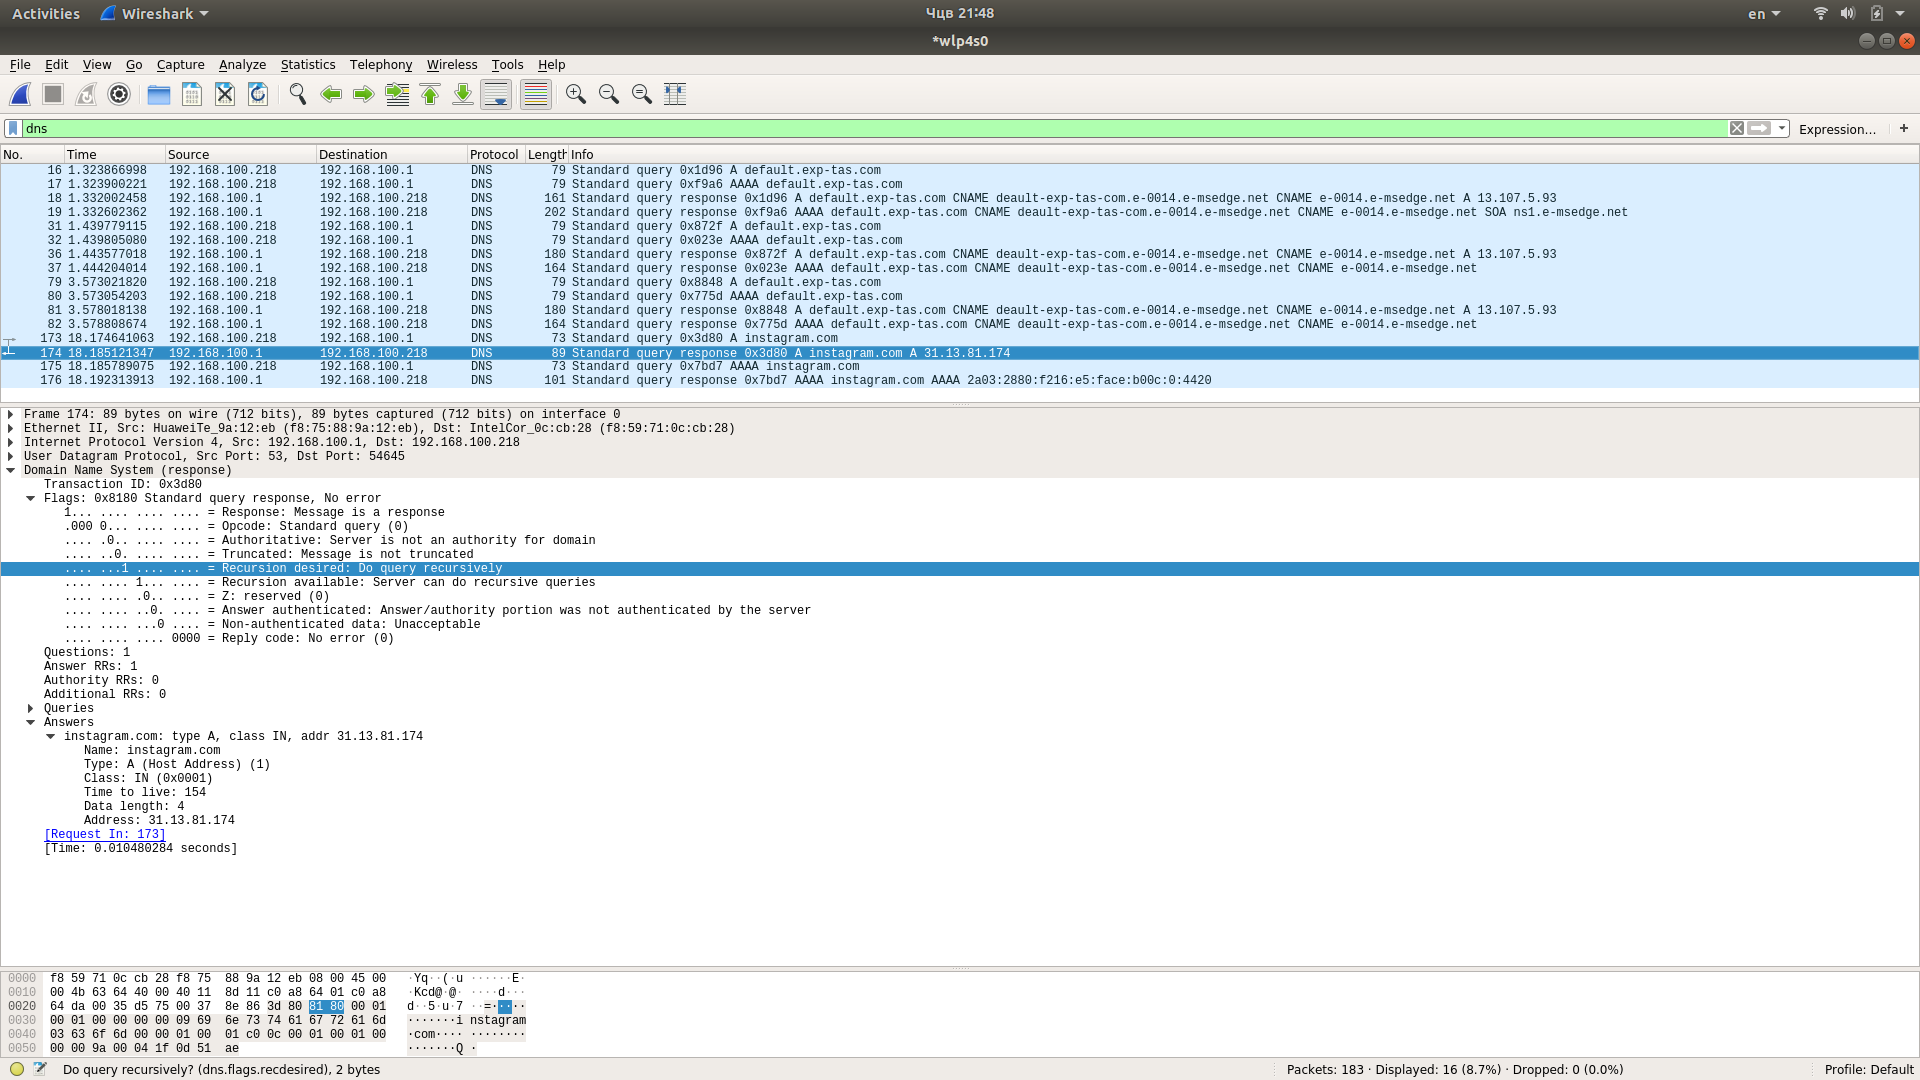 Activities Wireshark Чцв 21:48 en
*wlp4s0
File Edit View Go Capture Analyze Statistics Telephony Wireless Tools Help
dns Expression... +
No. Time Source Destination Protocol Length Info
16 1.323866998 192.168.100.218 192.168.100.1 DNS 79 Standard query 0x1d96 A default.exp-tas.com
17 1.323900221 192.168.100.218 192.168.100.1 DNS 79 Standard query 0xf9a6 AAAA default.exp-tas.com
18 1.332002458 192.168.100.1 192.168.100.218 DNS 161 Standard query response 0x1d96 A default.exp-tas.com CNAME deault-exp-tas-com.e-0014.e-msedge.net CNAME e-0014.e-msedge.net A 13.107.5.93
19 1.332602362 192.168.100.1 192.168.100.218 DNS 202 Standard query response 0xf9a6 AAAA default.exp-tas.com CNAME deault-exp-tas-com.e-0014.e-msedge.net CNAME e-0014.e-msedge.net SOA ns1.e-msedge.net
31 1.439779115 192.168.100.218 192.168.100.1 DNS 79 Standard query 0x872f A default.exp-tas.com
32 1.439805080 192.168.100.218 192.168.100.1 DNS 79 Standard query 0x023e AAAA default.exp-tas.com
36 1.443577018 192.168.100.1 192.168.100.218 DNS 180 Standard query response 0x872f A default.exp-tas.com CNAME deault-exp-tas-com.e-0014.e-msedge.net CNAME e-0014.e-msedge.net A 13.107.5.93
37 1.444204014 192.168.100.1 192.168.100.218 DNS 164 Standard query response 0x023e AAAA default.exp-tas.com CNAME deault-exp-tas-com.e-0014.e-msedge.net CNAME e-0014.e-msedge.net
79 3.573021820 192.168.100.218 192.168.100.1 DNS 79 Standard query 0x8848 A default.exp-tas.com
80 3.573054203 192.168.100.218 192.168.100.1 DNS 79 Standard query 0x775d AAAA default.exp-tas.com
81 3.578018138 192.168.100.1 192.168.100.218 DNS 180 Standard query response 0x8848 A default.exp-tas.com CNAME deault-exp-tas-com.e-0014.e-msedge.net CNAME e-0014.e-msedge.net A 13.107.5.93
82 3.578808674 192.168.100.1 192.168.100.218 DNS 164 Standard query response 0x775d AAAA default.exp-tas.com CNAME deault-exp-tas-com.e-0014.e-msedge.net CNAME e-0014.e-msedge.net
173 18.174641063 192.168.100.218 192.168.100.1 DNS 73 Standard query 0x3d80 A instagram.com
174 18.185121347 192.168.100.1 192.168.100.218 DNS 89 Standard query response 0x3d80 A instagram.com A 31.13.81.174
175 18.185789075 192.168.100.218 192.168.100.1 DNS 73 Standard query 0x7bd7 AAAA instagram.com
176 18.192313913 192.168.100.1 192.168.100.218 DNS 101 Standard query response 0x7bd7 AAAA instagram.com AAAA 2a03:2880:f216:e5:face:b00c:0:4420
Frame 174: 89 bytes on wire (712 bits), 89 bytes captured (712 bits) on interface 0
Ethernet II, Src: HuaweiTe_9a:12:eb (f8:75:88:9a:12:eb), Dst: IntelCor_0c:cb:28 (f8:59:71:0c:cb:28)
Internet Protocol Version 4, Src: 192.168.100.1, Dst: 192.168.100.218
User Datagram Protocol, Src Port: 53, Dst Port: 54645
Domain Name System (response)
Transaction ID: 0x3d80
Flags: 0x8180 Standard query response, No error
1... .... .... .... = Response: Message is a response
.000 0... .... .... = Opcode: Standard query (0)
.... .0.. .... .... = Authoritative: Server is not an authority for domain
.... ..0. .... .... = Truncated: Message is not truncated
.... ...1 .... .... = Recursion desired: Do query recursively
.... .... 1... .... = Recursion available: Server can do recursive queries
.... .... .0.. .... = Z: reserved (0)
.... .... ..0. .... = Answer authenticated: Answer/authority portion was not authenticated by the server
.... .... ...0 .... = Non-authenticated data: Unacceptable
.... .... .... 0000 = Reply code: No error (0)
Questions: 1
Answer RRs: 1
Authority RRs: 0
Additional RRs: 0
Queries
Answers
instagram.com: type A, class IN, addr 31.13.81.174
Name: instagram.com
Type: A (Host Address) (1)
Class: IN (0x0001)
Time to live: 154
Data length: 4
Address: 31.13.81.174
[Request In: 173]
[Time: 0.010480284 seconds]
0000 f8 59 71 0c cb 28 f8 75 88 9a 12 eb 08 00 45 00 ·Yq··(·u ······E·
0010 00 4b 63 64 40 00 40 11 8d 11 c0 a8 64 01 c0 a8 ·Kcd@·@· ····d···
0020 64 da 00 35 d5 75 00 37 8e 86 3d 80 81 80 00 01 d··5·u·7 ··=·····
0030 00 01 00 00 00 00 09 69 6e 73 74 61 67 72 61 6d ·······i nstagram
0040 03 63 6f 6d 00 00 01 00 01 c0 0c 00 01 00 01 00 ·com···· ········
0050 00 00 9a 00 04 1f 0d 51 ae ·······Q ·
Do query recursively? (dns.flags.recdesired), 2 bytes Packets: 183 · Displayed: 16 (8.7%) · Dropped: 0 (0.0%) Profile: Default